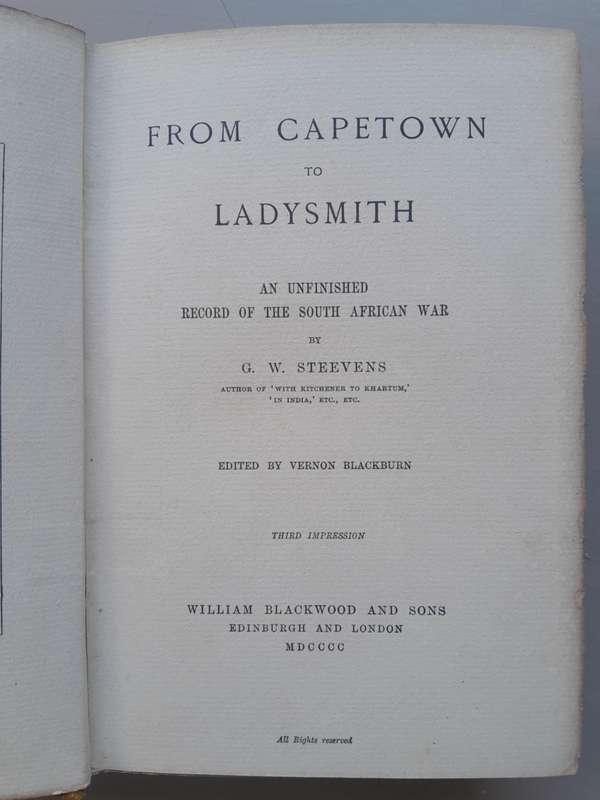 FROM CAPETOWN
TO
LADYSMITH
AN UNFINISHED
RECORD OF THE SOUTH AFRICAN WAR
BY
G. W. STEEVENS
AUTHOR OF 'WITH KITCHENER TO KHARTUM,'
'IN INDIA,' ETC., ETC.
EDITED BY VERNON BLACKBURN
THIRD IMPRESSION
WILLIAM BLACKWOOD AND SONS
EDINBURGH AND LONDON
MDCCCC
All Rights reserved